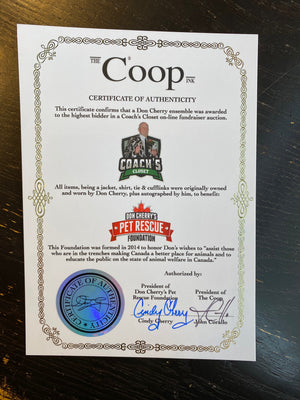 THE Coop INK
CERTIFICATE OF AUTHENTICITY
This certificate confirms that a Don Cherry ensemble was awarded
to the highest bidder in a Coach's Closet on-line fundraiser auction.
COACH'S
CLOSET
All items, being a jacket, shirt, tie & cufflinks were originally owned
and worn by Don Cherry, plus autographed by him, to benefit:
DON CHERRY'S
PET RESCUE
FOUNDATION
This Foundation was formed in 2014 to honor Don's wishes to "assist those
who are in the trenches making Canada a better place for animals and to
educate the public on the state of animal welfare in Canada."
Authorized by:
CERTIFICATE OF AUTHENTICITY
President of
Don Cherry's Pet
Rescue Foundation
Cindy Cherry
Cindy Cherry
President of
The Coop
John Corallo